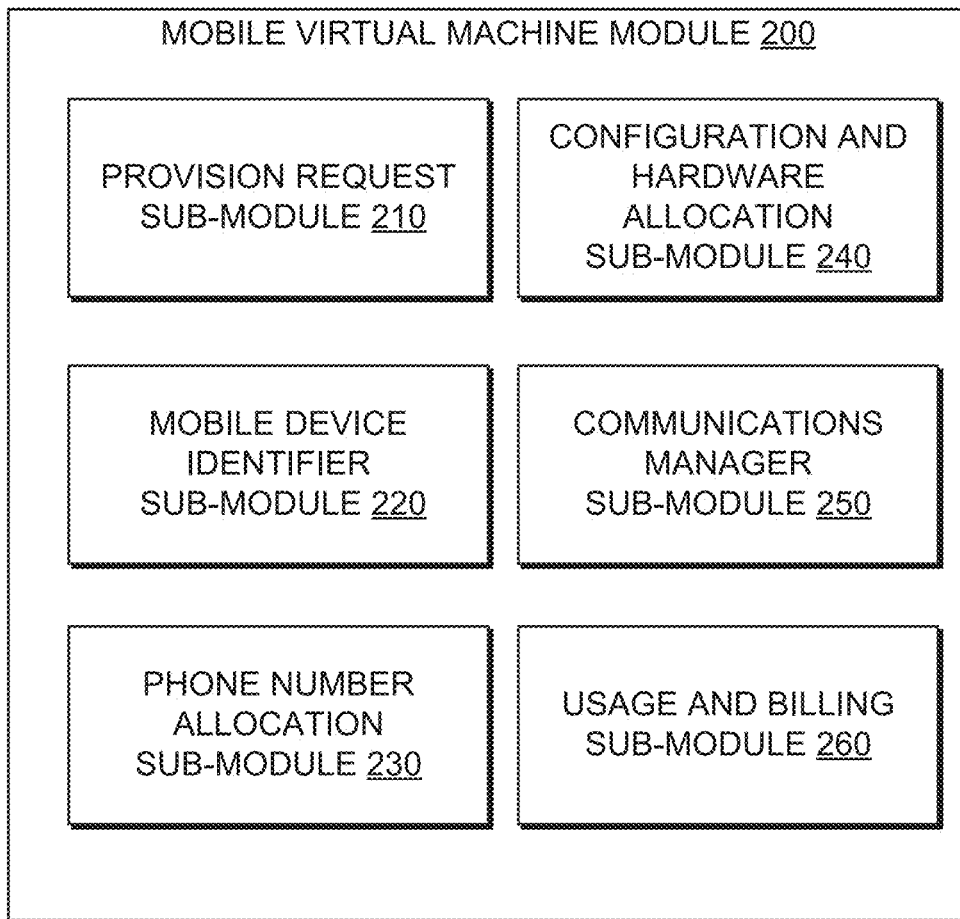 MOBILE VIRTUAL MACHINE MODULE 200
PROVISION REQUEST
SUB-MODULE 210
CONFIGURATION AND
HARDWARE
ALLOCATION
SUB-MODULE 240
MOBILE DEVICE
IDENTIFIER
SUB-MODULE 220
COMMUNICATIONS
MANAGER
SUB-MODULE 250
PHONE NUMBER
ALLOCATION
SUB-MODULE 230
USAGE AND BILLING
SUB-MODULE 260